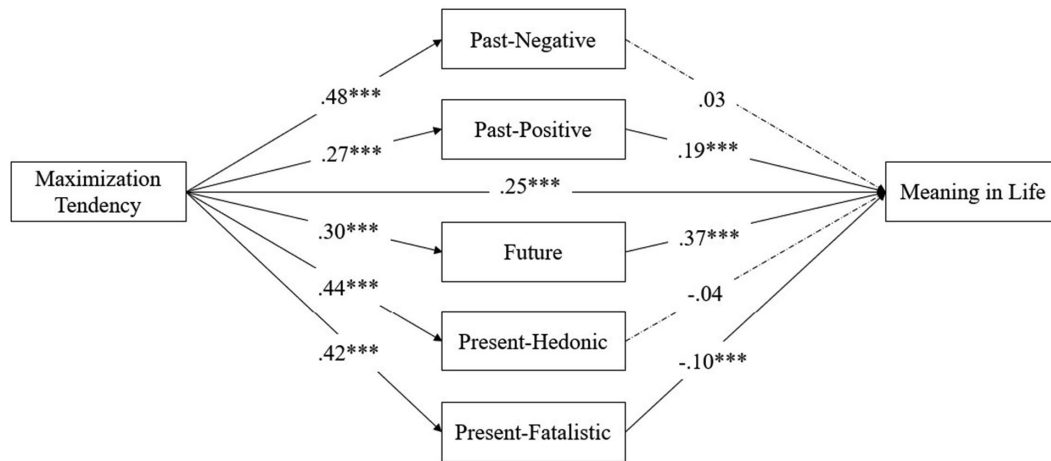 Past-Negative
.48***
.03
Past-Positive
.27***
.19***
Maximization
Tendency
.25***
Meaning in Life
.30***
Future
.37***
.44***
-.04
Present-Hedonic
.42***
-.10***
Present-Fatalistic